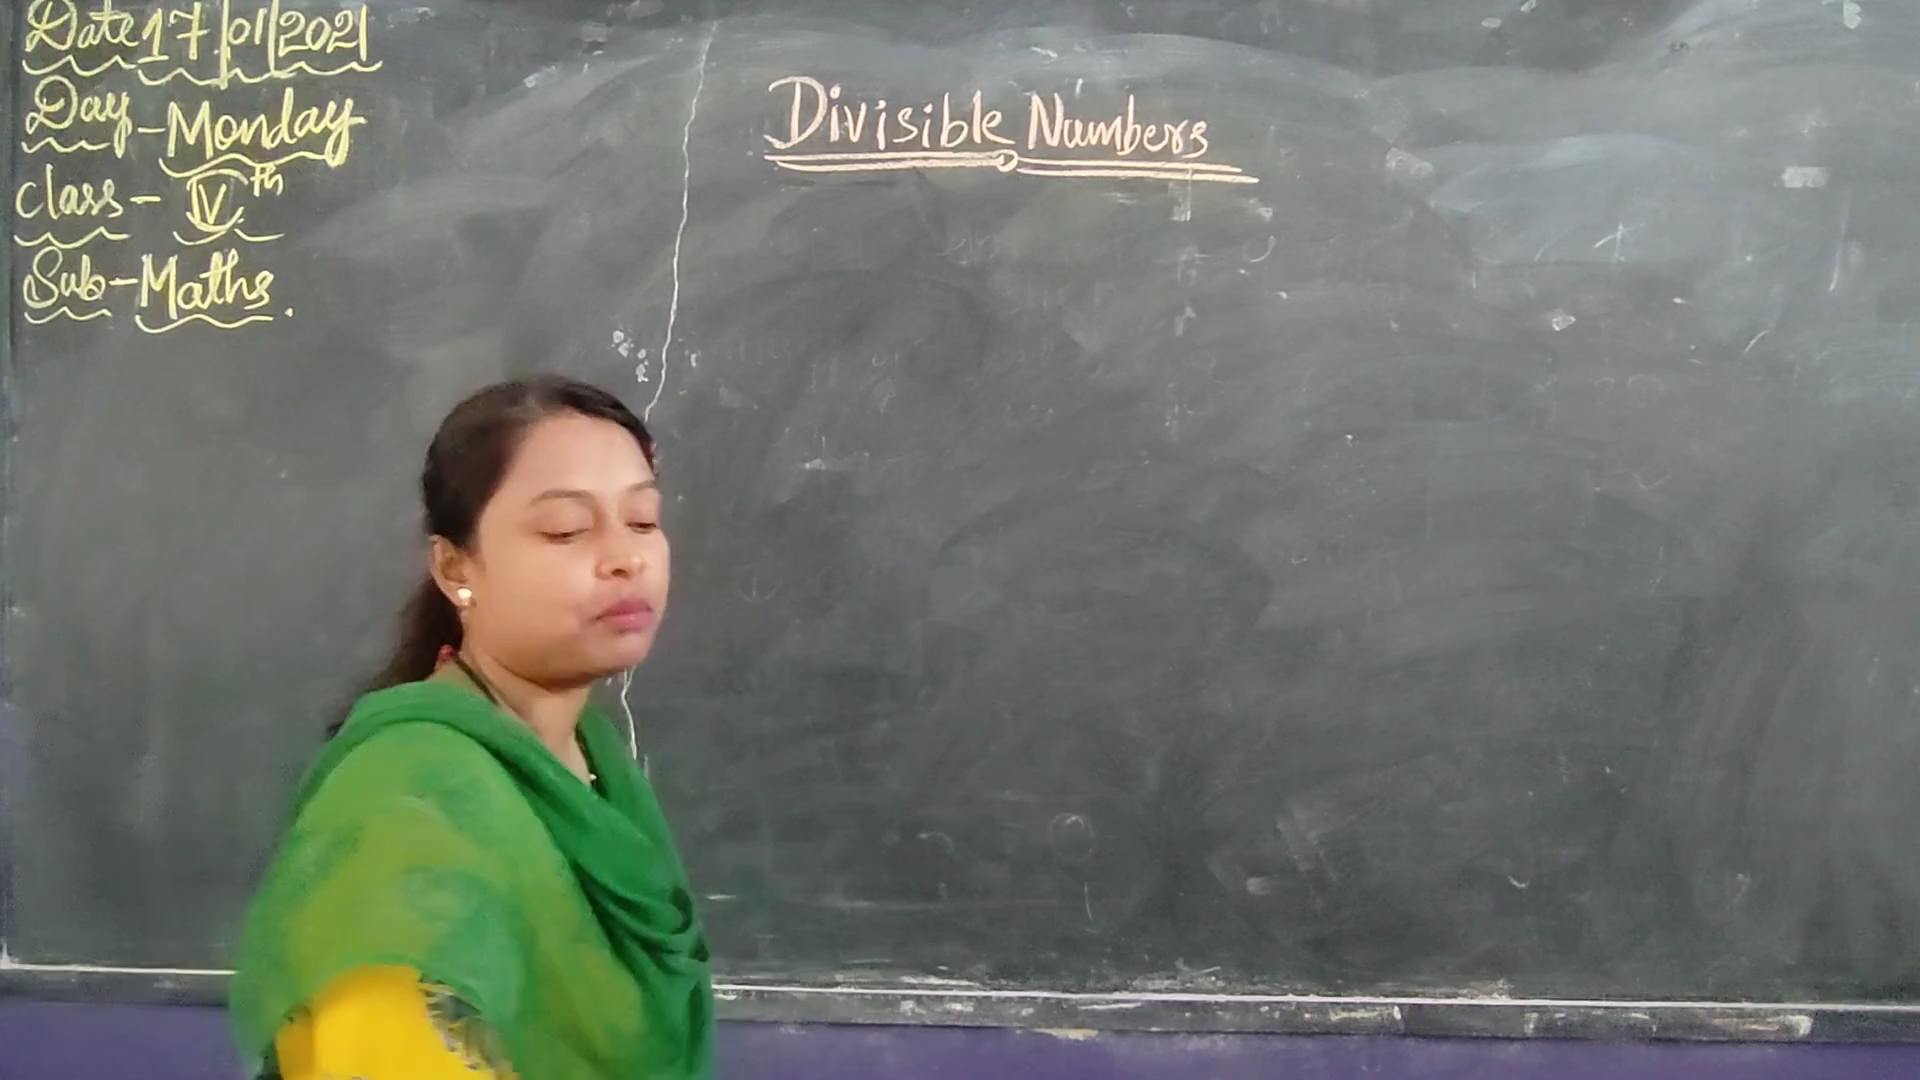 Date 17/01/2021
Day - Monday
Class - IVth
Sub - Maths.
Divisible Numbers